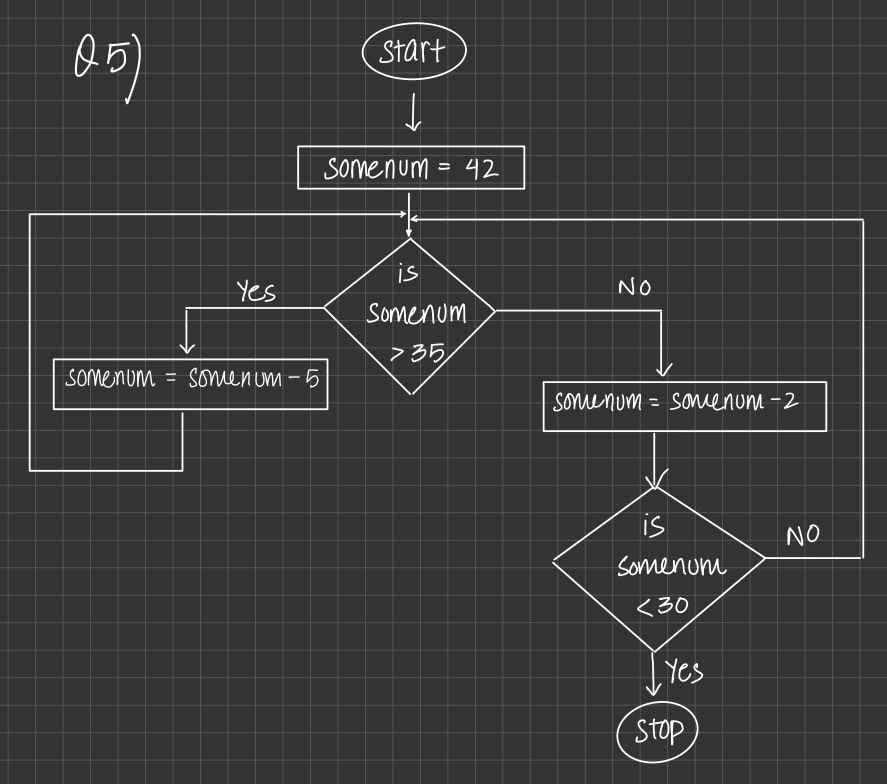 Q5)
Start
somenum = 42
is
somenum
>35
Yes
NO
somenum = somenum - 5
somenum = somenum - 2
is
somenum
<30
NO
Yes
Stop